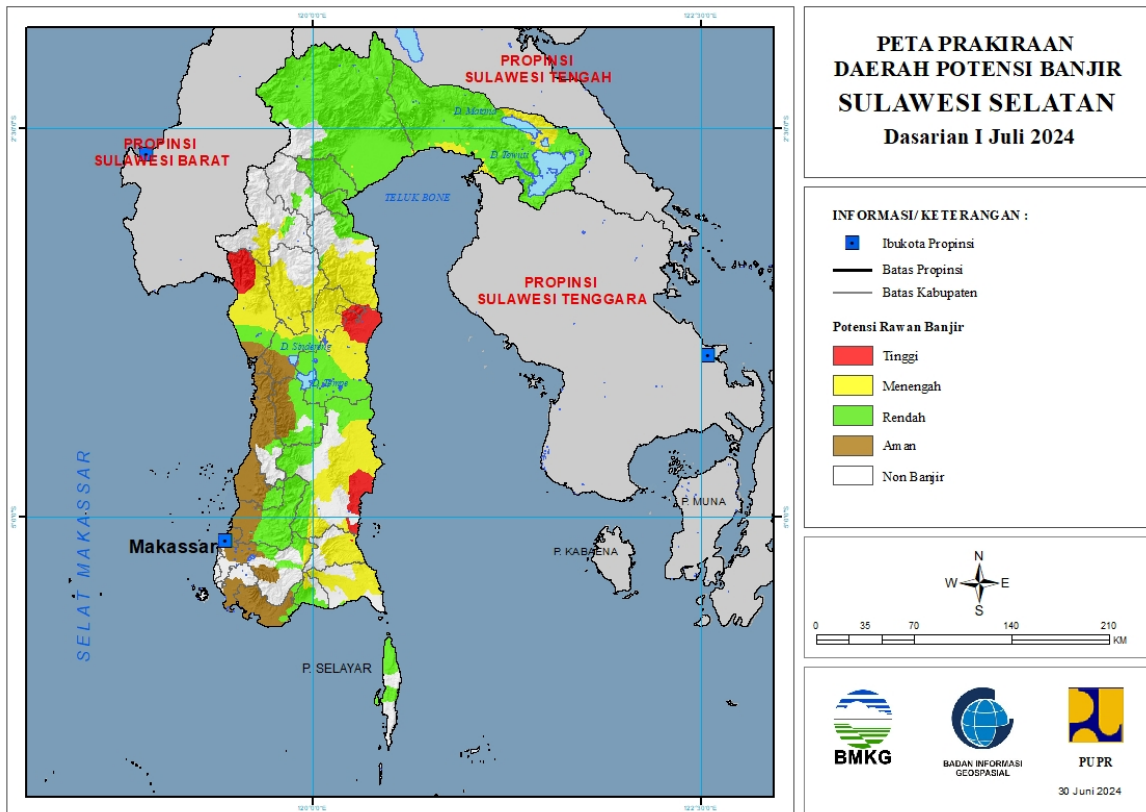 PETA PRAKIRAAN
DAERAH POTENSI BANJIR
SULAWESI SELATAN
Dasarian I Juli 2024
INFORMASI/ KETERANGAN :
Ibukota Propinsi
Batas Propinsi
Batas Kabupaten
Potensi Rawan Banjir
Tinggi
Menengah
Rendah
Aman
Non Banjir
N
W E
S
0 35 70 140 210
KM
BMKG
BADAN INFORMASI
GEOSPASIAL
PUPR
30 Juni 2024
PROPINSI
SULAWESI TENGAH
PROPINSI
SULAWESI BARAT
D. Matana
D. Towuti
TELUK BONE
PROPINSI
SULAWESI TENGGARA
D. Sindereng
SELAT MAKASSAR
Makassar
P. MUNA
P. KABAENA
P. SELAYAR